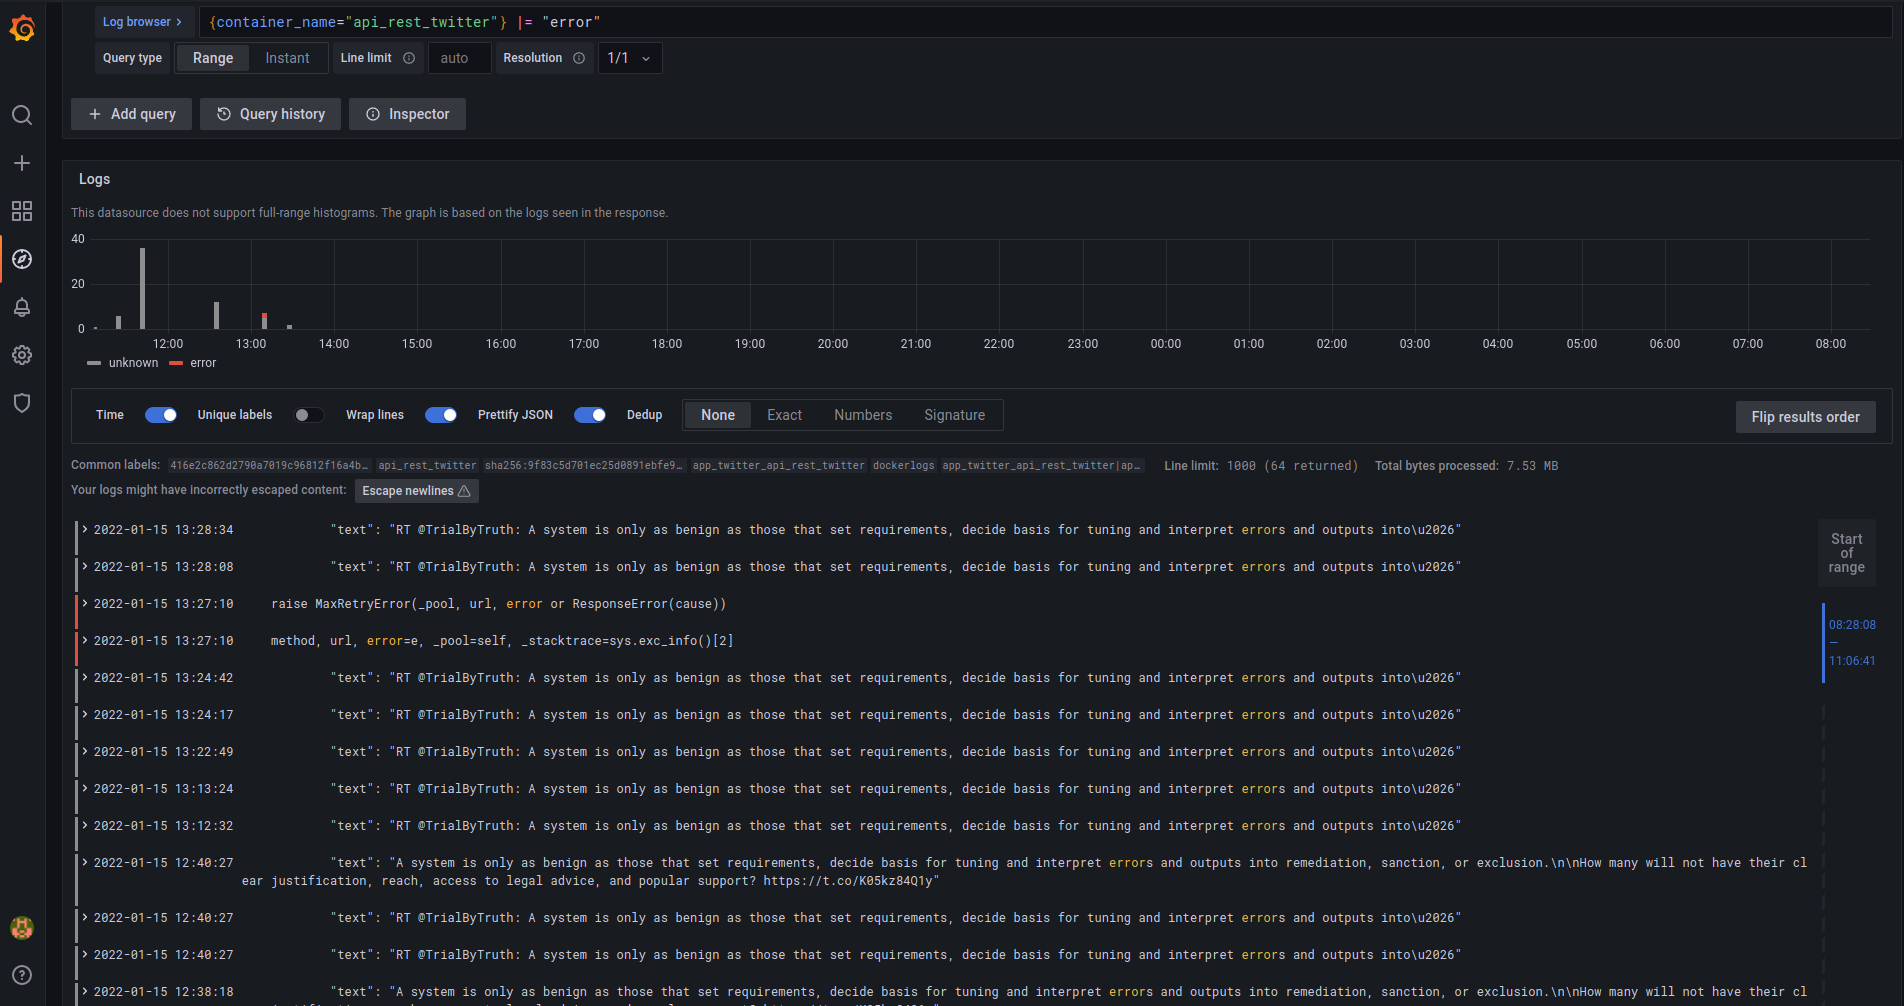 Log browser >
{container_name="api_rest_twitter"} |= "error"
Query type Range Instant Line limit auto Resolution 1/1
+ Add query Query history Inspector
Logs
This datasource does not support full-range histograms. The graph is based on the logs seen in the response.
40
20
0
12:00 13:00 14:00 15:00 16:00 17:00 18:00 19:00 20:00 21:00 22:00 23:00 00:00 01:00 02:00 03:00 04:00 05:00 06:00 07:00 08:00
unknown error
Time Unique labels Wrap lines Prettify JSON Dedup None Exact Numbers Signature Flip results order
Common labels: 416e2c862d2790a7019c96812f16a4b… api_rest_twitter sha256:9f83c5d701ec25d0891ebfe9… app_twitter_api_rest_twitter dockerlogs app_twitter_api_rest_twitter|ap… Line limit: 1000 (64 returned) Total bytes processed: 7.53 MB
Your logs might have incorrectly escaped content: Escape newlines
> 2022-01-15 13:28:34 "text": "RT @TrialByTruth: A system is only as benign as those that set requirements, decide basis for tuning and interpret errors and outputs into\u2026"
> 2022-01-15 13:28:08 "text": "RT @TrialByTruth: A system is only as benign as those that set requirements, decide basis for tuning and interpret errors and outputs into\u2026"
> 2022-01-15 13:27:10 raise MaxRetryError(_pool, url, error or ResponseError(cause))
> 2022-01-15 13:27:10 method, url, error=e, _pool=self, _stacktrace=sys.exc_info()[2]
> 2022-01-15 13:24:42 "text": "RT @TrialByTruth: A system is only as benign as those that set requirements, decide basis for tuning and interpret errors and outputs into\u2026"
> 2022-01-15 13:24:17 "text": "RT @TrialByTruth: A system is only as benign as those that set requirements, decide basis for tuning and interpret errors and outputs into\u2026"
> 2022-01-15 13:22:49 "text": "RT @TrialByTruth: A system is only as benign as those that set requirements, decide basis for tuning and interpret errors and outputs into\u2026"
> 2022-01-15 13:13:24 "text": "RT @TrialByTruth: A system is only as benign as those that set requirements, decide basis for tuning and interpret errors and outputs into\u2026"
> 2022-01-15 13:12:32 "text": "RT @TrialByTruth: A system is only as benign as those that set requirements, decide basis for tuning and interpret errors and outputs into\u2026"
> 2022-01-15 12:40:27 "text": "A system is only as benign as those that set requirements, decide basis for tuning and interpret errors and outputs into remediation, sanction, or exclusion.\n\nHow many will not have their cl
ear justification, reach, access to legal advice, and popular support? https://t.co/K05kz84Q1y"
> 2022-01-15 12:40:27 "text": "RT @TrialByTruth: A system is only as benign as those that set requirements, decide basis for tuning and interpret errors and outputs into\u2026"
> 2022-01-15 12:40:27 "text": "RT @TrialByTruth: A system is only as benign as those that set requirements, decide basis for tuning and interpret errors and outputs into\u2026"
> 2022-01-15 12:38:18 "text": "A system is only as benign as those that set requirements, decide basis for tuning and interpret errors and outputs into remediation, sanction, or exclusion.\n\nHow many will not have their cl
Start
of
range
08:28:08
—
11:06:41